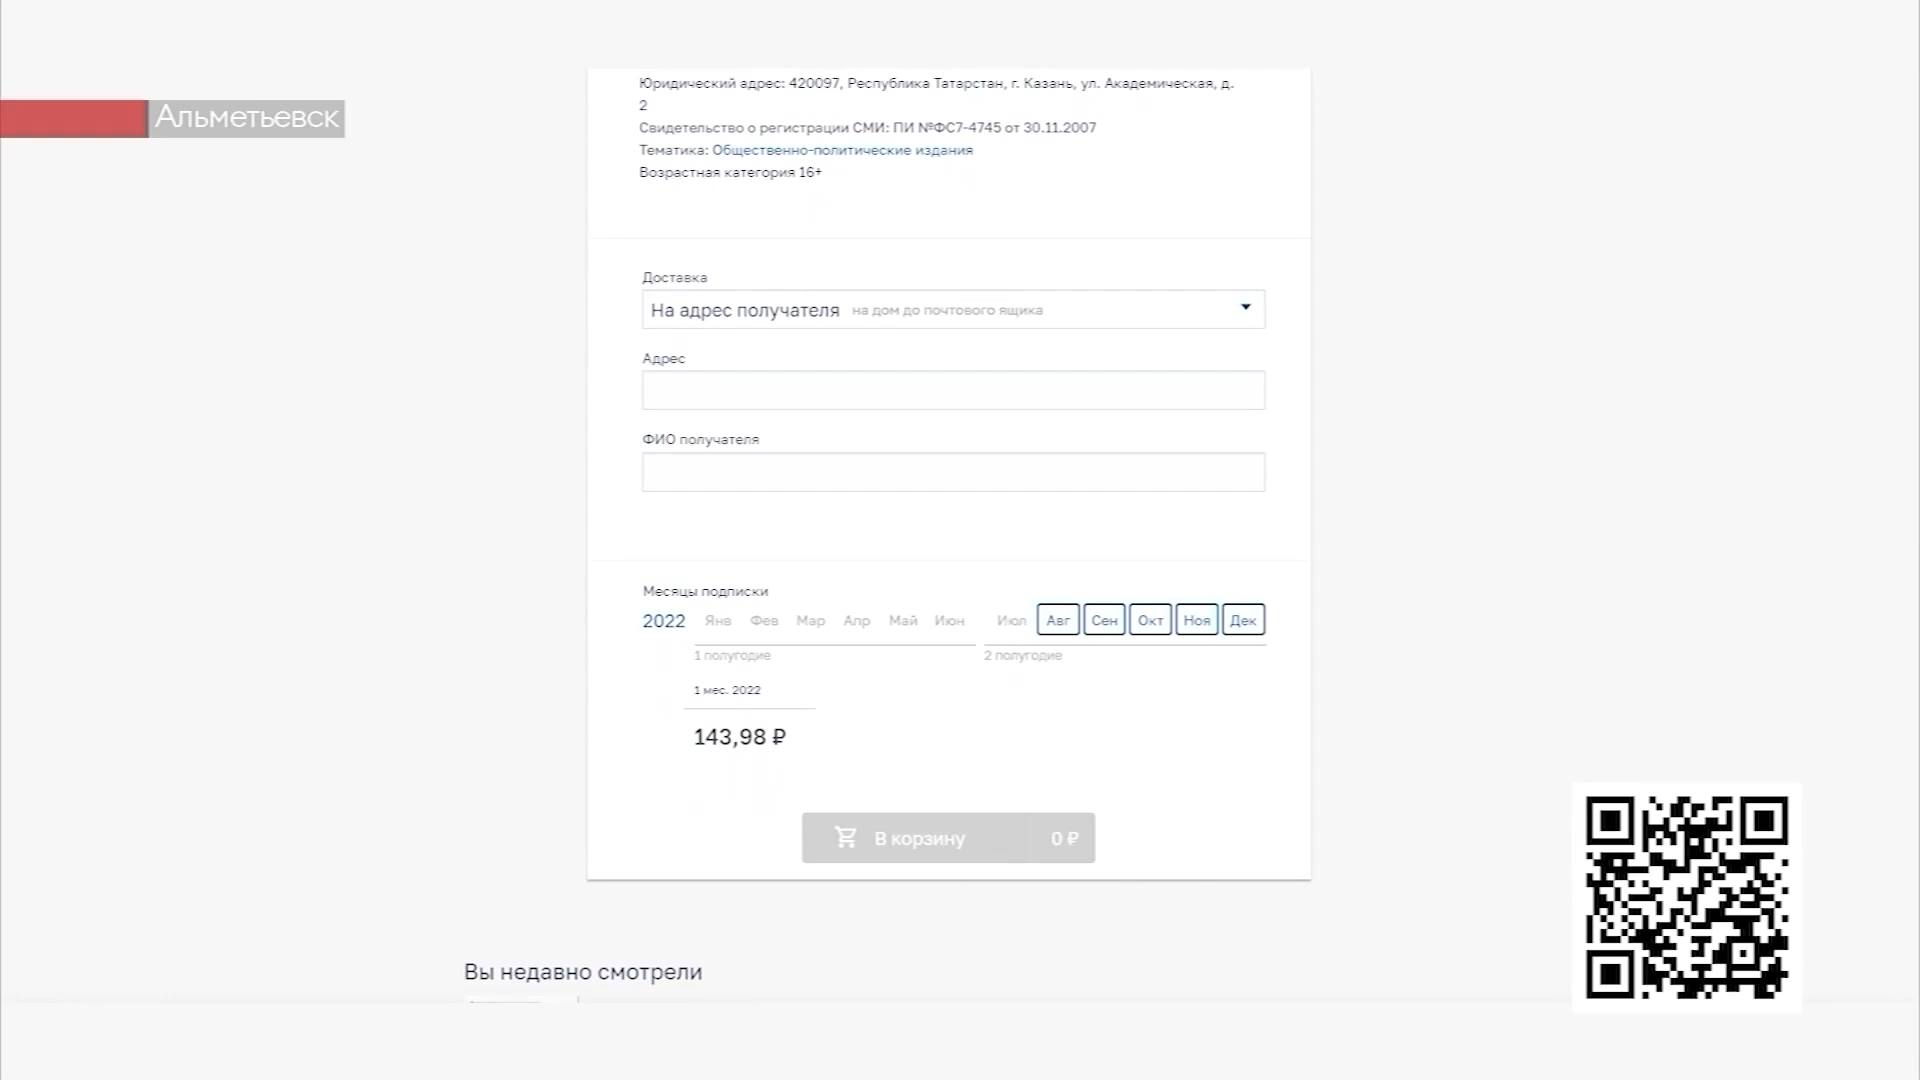 Альметьевск
Юридический адрес: 420097, Республика Татарстан, г. Казань, ул. Академическая, д.
2
Свидетельство о регистрации СМИ: ПИ №ФС7-4745 от 30.11.2007
Тематика: Общественно-политические издания
Возрастная категория 16+
Доставка
На адрес получателя на дом до почтового ящика
Адрес
ФИО получателя
Месяцы подписки
2022 Янв Фев Мар Апр Май Июн Июл Авг Сен Окт Ноя Дек
1 полугодие 2 полугодие
1 мес. 2022
143,98 ₽
В корзину 0 ₽
Вы недавно смотрели